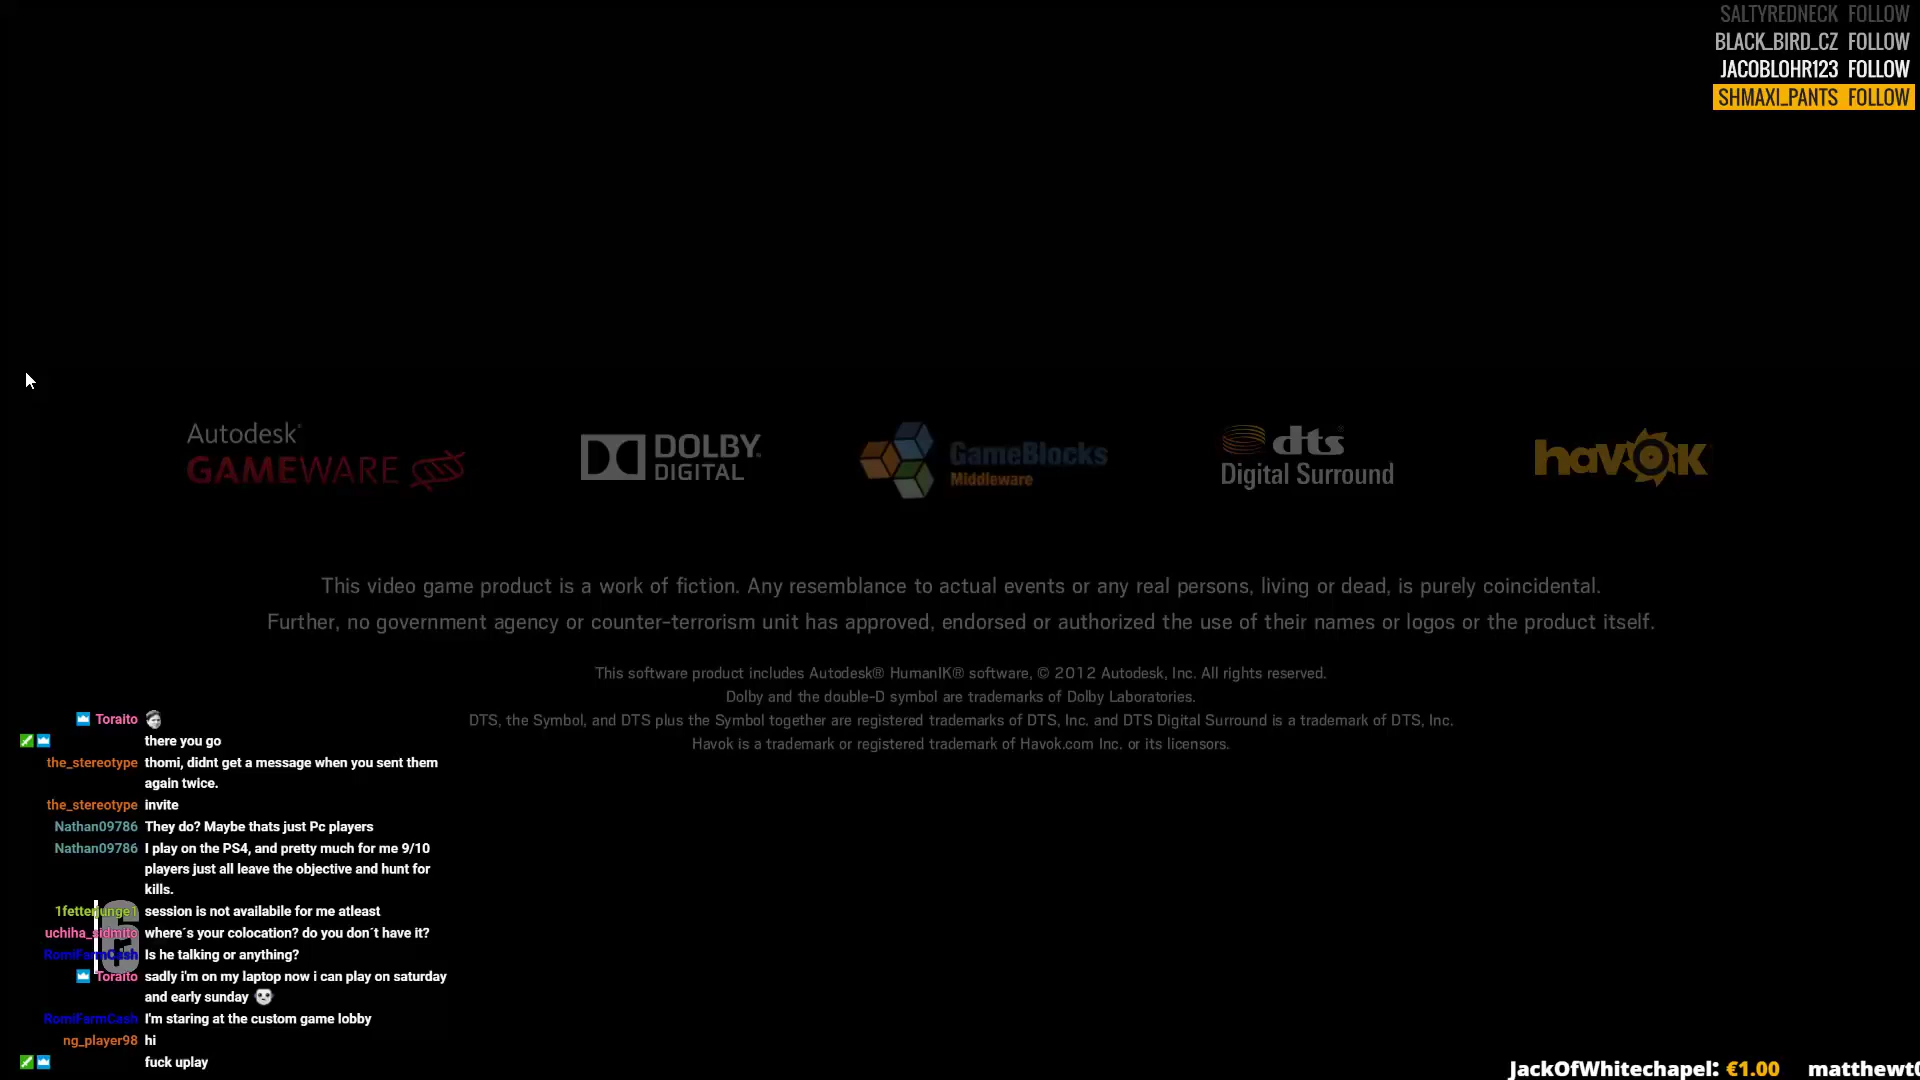 SALTYREDNECK FOLLOW
BLACK_BIRD_CZ FOLLOW
JACOBLOHR123 FOLLOW
SHMAXI_PANTS FOLLOW
Autodesk®
GAMEWARE
DOLBY.
DIGITAL
GameBlocks
Middleware
dts
Digital Surround
havok
This video game product is a work of fiction. Any resemblance to actual events or any real persons, living or dead, is purely coincidental.
Further, no government agency or counter-terrorism unit has approved, endorsed or authorized the use of their names or logos or the product itself.
This software product includes Autodesk® HumanIK® software, © 2012 Autodesk, Inc. All rights reserved.
Dolby and the double-D symbol are trademarks of Dolby Laboratories.
DTS, the Symbol, and DTS plus the Symbol together are registered trademarks of DTS, Inc. and DTS Digital Surround is a trademark of DTS, Inc.
Havok is a trademark or registered trademark of Havok.com Inc. or its licensors.
Toraito
there you go
the_stereotype thomi, didnt get a message when you sent them
again twice.
the_stereotype invite
Nathan09786 They do? Maybe thats just Pc players
Nathan09786 I play on the PS4, and pretty much for me 9/10
players just all leave the objective and hunt for
kills.
1fetterjunge1 session is not availabile for me atleast
uchiha_sidmito where´s your colocation? do you don´t have it?
RomiFarmCash Is he talking or anything?
Toraito sadly i'm on my laptop now i can play on saturday
and early sunday
RomiFarmCash I'm staring at the custom game lobby
ng_player98 hi
fuck uplay
6
JackOfWhitechapel: €1.00 matthewt